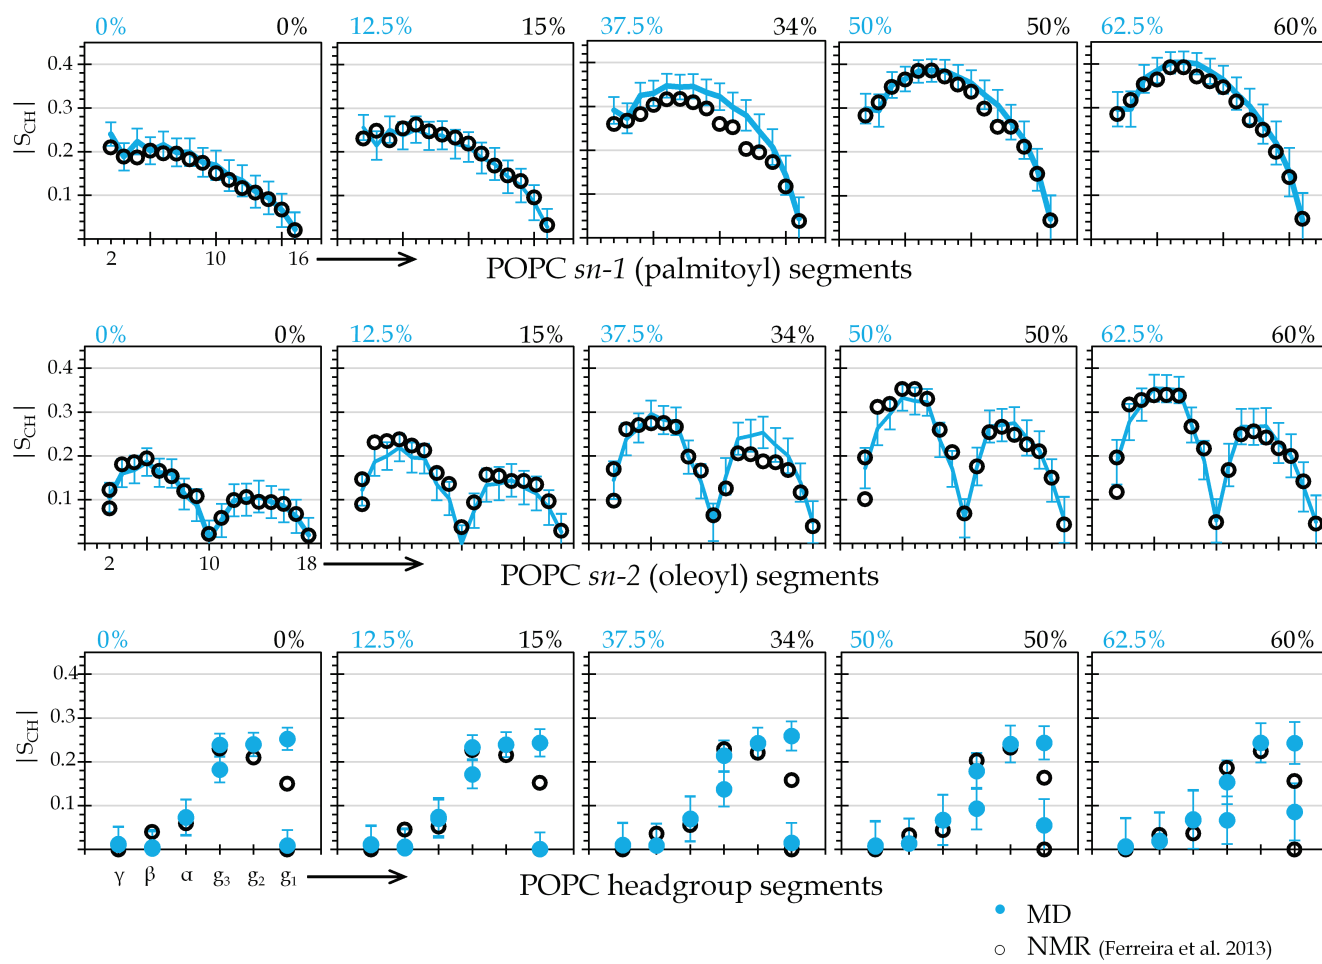 0% 0% 12.5% 15% 37.5% 34% 50% 50% 62.5% 60%
|S_CH|
0.4
0.3
0.2
0.1
2 10 16
POPC sn-1 (palmitoyl) segments
0% 0% 12.5% 15% 37.5% 34% 50% 50% 62.5% 60%
|S_CH|
0.4
0.3
0.2
0.1
2 10 18
POPC sn-2 (oleoyl) segments
0% 0% 12.5% 15% 37.5% 34% 50% 50% 62.5% 60%
|S_CH|
0.4
0.3
0.2
0.1
γ β α g₃ g₂ g₁
POPC headgroup segments
MD
NMR (Ferreira et al. 2013)